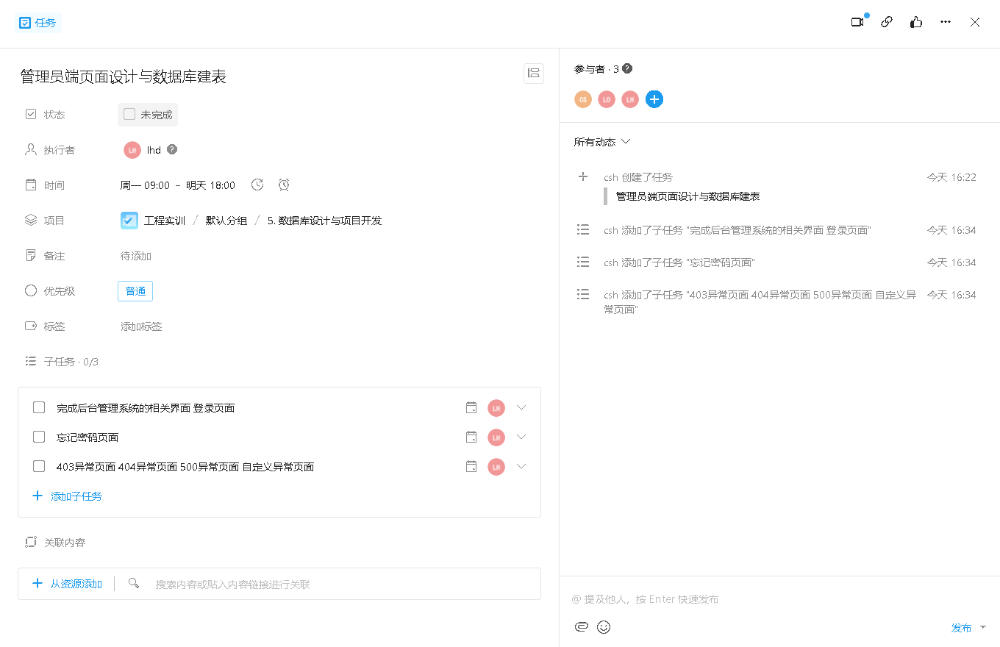 任务
管理员端页面设计与数据库建表
状态
未完成
执行者
LH
lhd
时间
周一 09:00 – 明天 18:00
项目
工程实训 / 默认分组 / 5. 数据库设计与项目开发
备注
待添加
优先级
普通
标签
添加标签
子任务 · 0/3
完成后台管理系统的相关界面 登录页面
LH
忘记密码页面
LH
403异常页面 404异常页面 500异常页面 自定义异常页面
LH
添加子任务
关联内容
从资源添加
搜索内容或贴入内容链接进行关联
参与者 · 3
CS LO LH
所有动态
csh 创建了任务 今天 16:22
管理员端页面设计与数据库建表
csh 添加了子任务 "完成后台管理系统的相关界面 登录页面" 今天 16:34
csh 添加了子任务 "忘记密码页面" 今天 16:34
csh 添加了子任务 "403异常页面 404异常页面 500异常页面 自定义异 今天 16:34
常页面"
@ 提及他人，按 Enter 快速发布
发布